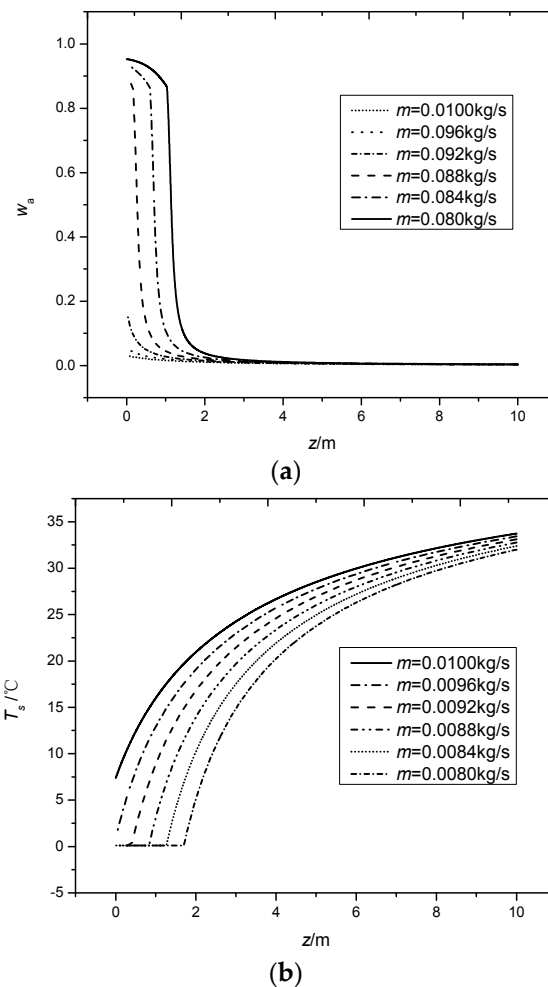 1.0
0.8
0.6
0.4
0.2
0.0
wa
m=0.0100kg/s
m=0.096kg/s
m=0.092kg/s
m=0.088kg/s
m=0.084kg/s
m=0.080kg/s
0 2 4 6 8 10
z/m
(a)
35
30
25
20
15
10
5
0
-5
Ts /℃
m=0.0100kg/s
m=0.0096kg/s
m=0.0092kg/s
m=0.0088kg/s
m=0.0084kg/s
m=0.0080kg/s
0 2 4 6 8 10
z/m
(b)